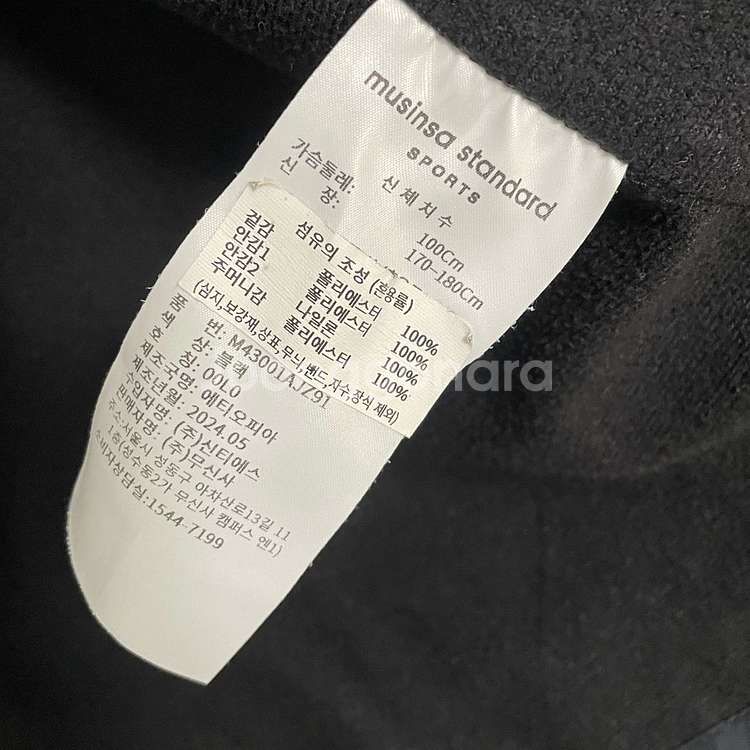 musinsa standard
SPORTS
신체치수
가슴둘레: 100Cm
신 장: 170-180Cm
섬유의 조성 (혼용률)
겉감 폴리에스터 100%
안감1 폴리에스터 100%
안감2 나일론 100%
주머니감 폴리에스터 100%
(심지,보강재,상표,무늬,밴드,자수,장식 제외)
품 번: M43001AJZ91
색 상: 블랙
호 칭: 00L0
제조국명: 에티오피아
제조년월: 2024.05
수입자명: (주)신티에스
판매자명: (주)무신사
주소:서울시 성동구 아차산로13길 11
1층(성수동2가 무신사 캠퍼스 엔1)
소비자상담실:1544-7199